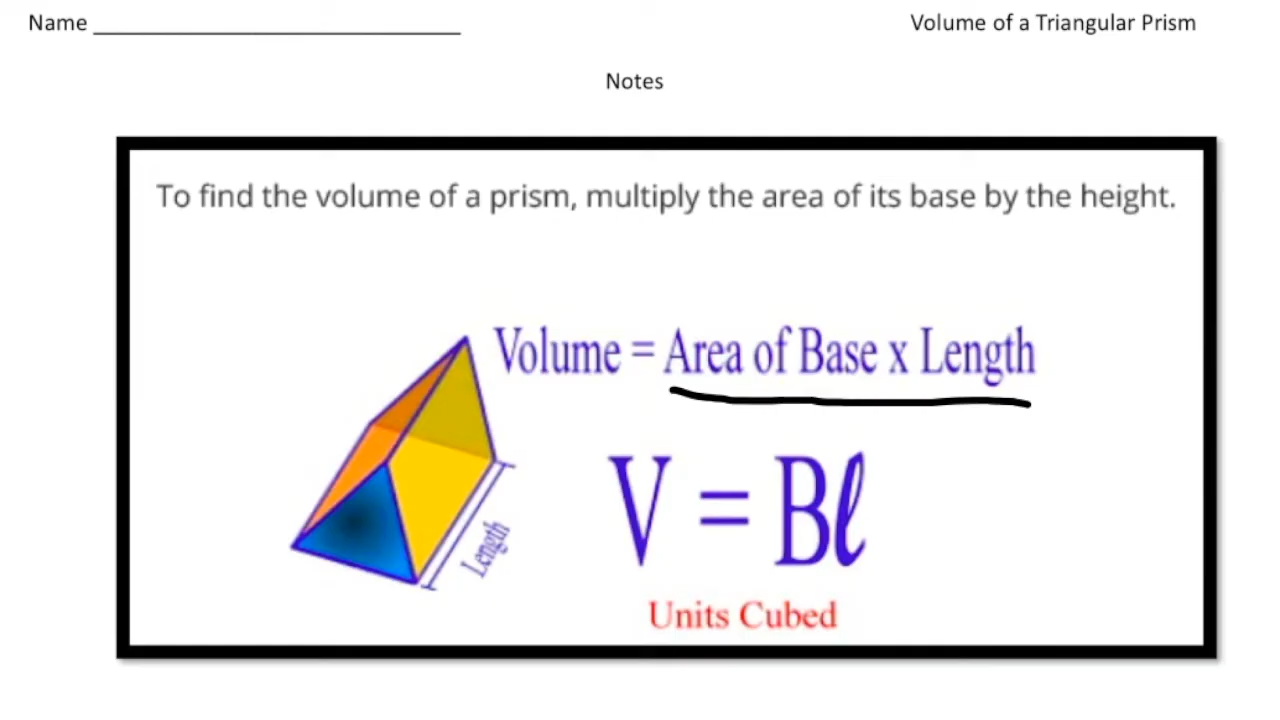 Name ______________________________ Volume of a Triangular Prism
Notes
To find the volume of a prism, multiply the area of its base by the height.
Volume = Area of Base x Length
V = Bℓ
Length
Units Cubed